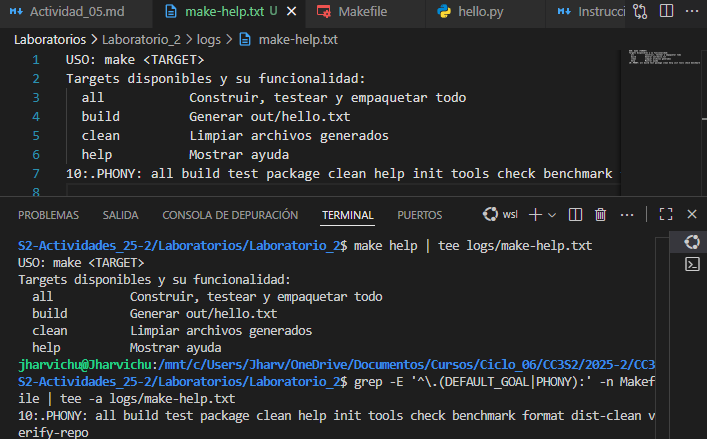 Actividad_05.md make-help.txt U Makefile hello.py Instrucci
Laboratorios > Laboratorio_2 > logs > make-help.txt
1 USO: make <TARGET>
2 Targets disponibles y su funcionalidad:
3 all Construir, testear y empaquetar todo
4 build Generar out/hello.txt
5 clean Limpiar archivos generados
6 help Mostrar ayuda
7 10:.PHONY: all build test package clean help init tools check benchmark
8
PROBLEMAS SALIDA CONSOLA DE DEPURACIÓN TERMINAL PUERTOS wsl
S2-Actividades_25-2/Laboratorios/Laboratorio_2$ make help | tee logs/make-help.txt
USO: make <TARGET>
Targets disponibles y su funcionalidad:
all Construir, testear y empaquetar todo
build Generar out/hello.txt
clean Limpiar archivos generados
help Mostrar ayuda
jharvichu@Jharvichu:/mnt/c/Users/Jharv/OneDrive/Documentos/Cursos/Ciclo_06/CC3S2/2025-2/CC3
S2-Actividades_25-2/Laboratorios/Laboratorio_2$ grep -E '^\.(DEFAULT_GOAL|PHONY):' -n Makef
ile | tee -a logs/make-help.txt
10:.PHONY: all build test package clean help init tools check benchmark format dist-clean v
erify-repo